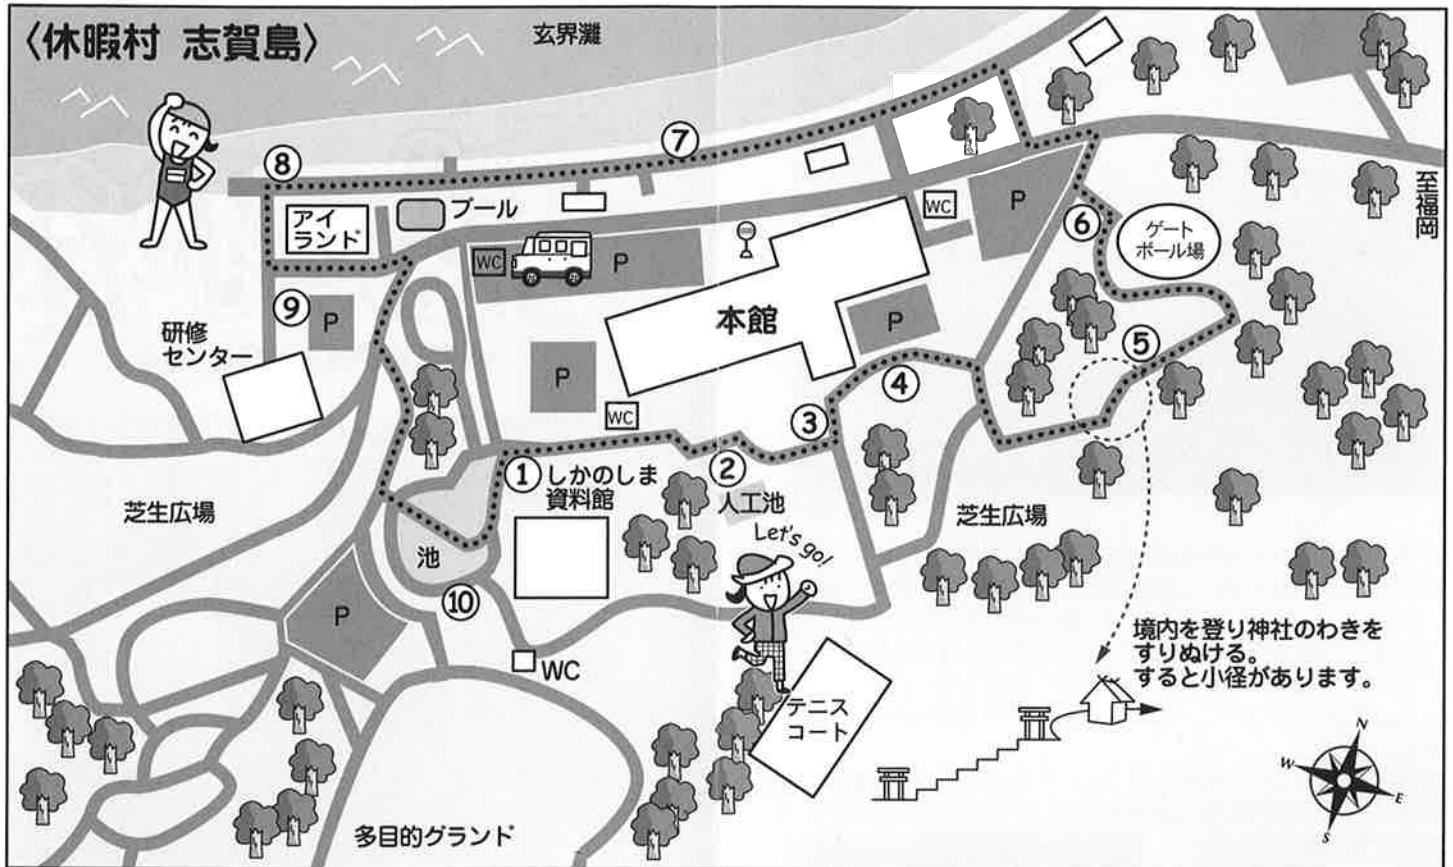 〈休暇村 志賀島〉
玄界灘
⑧
⑦
アイ
ランド
プール
WC
P
WC
P
⑥
ゲート
ボール場
至福岡
⑨
P
研修
センター
本館
P
P
WC
⑤
④
③
①
しかのしま
資料館
②
人工池
Let's go!
芝生広場
芝生広場
池
⑩
P
WC
テニス
コート
境内を登り神社のわきを
すりぬける。
すると小径があります。
多目的グランド
N
W
E
S